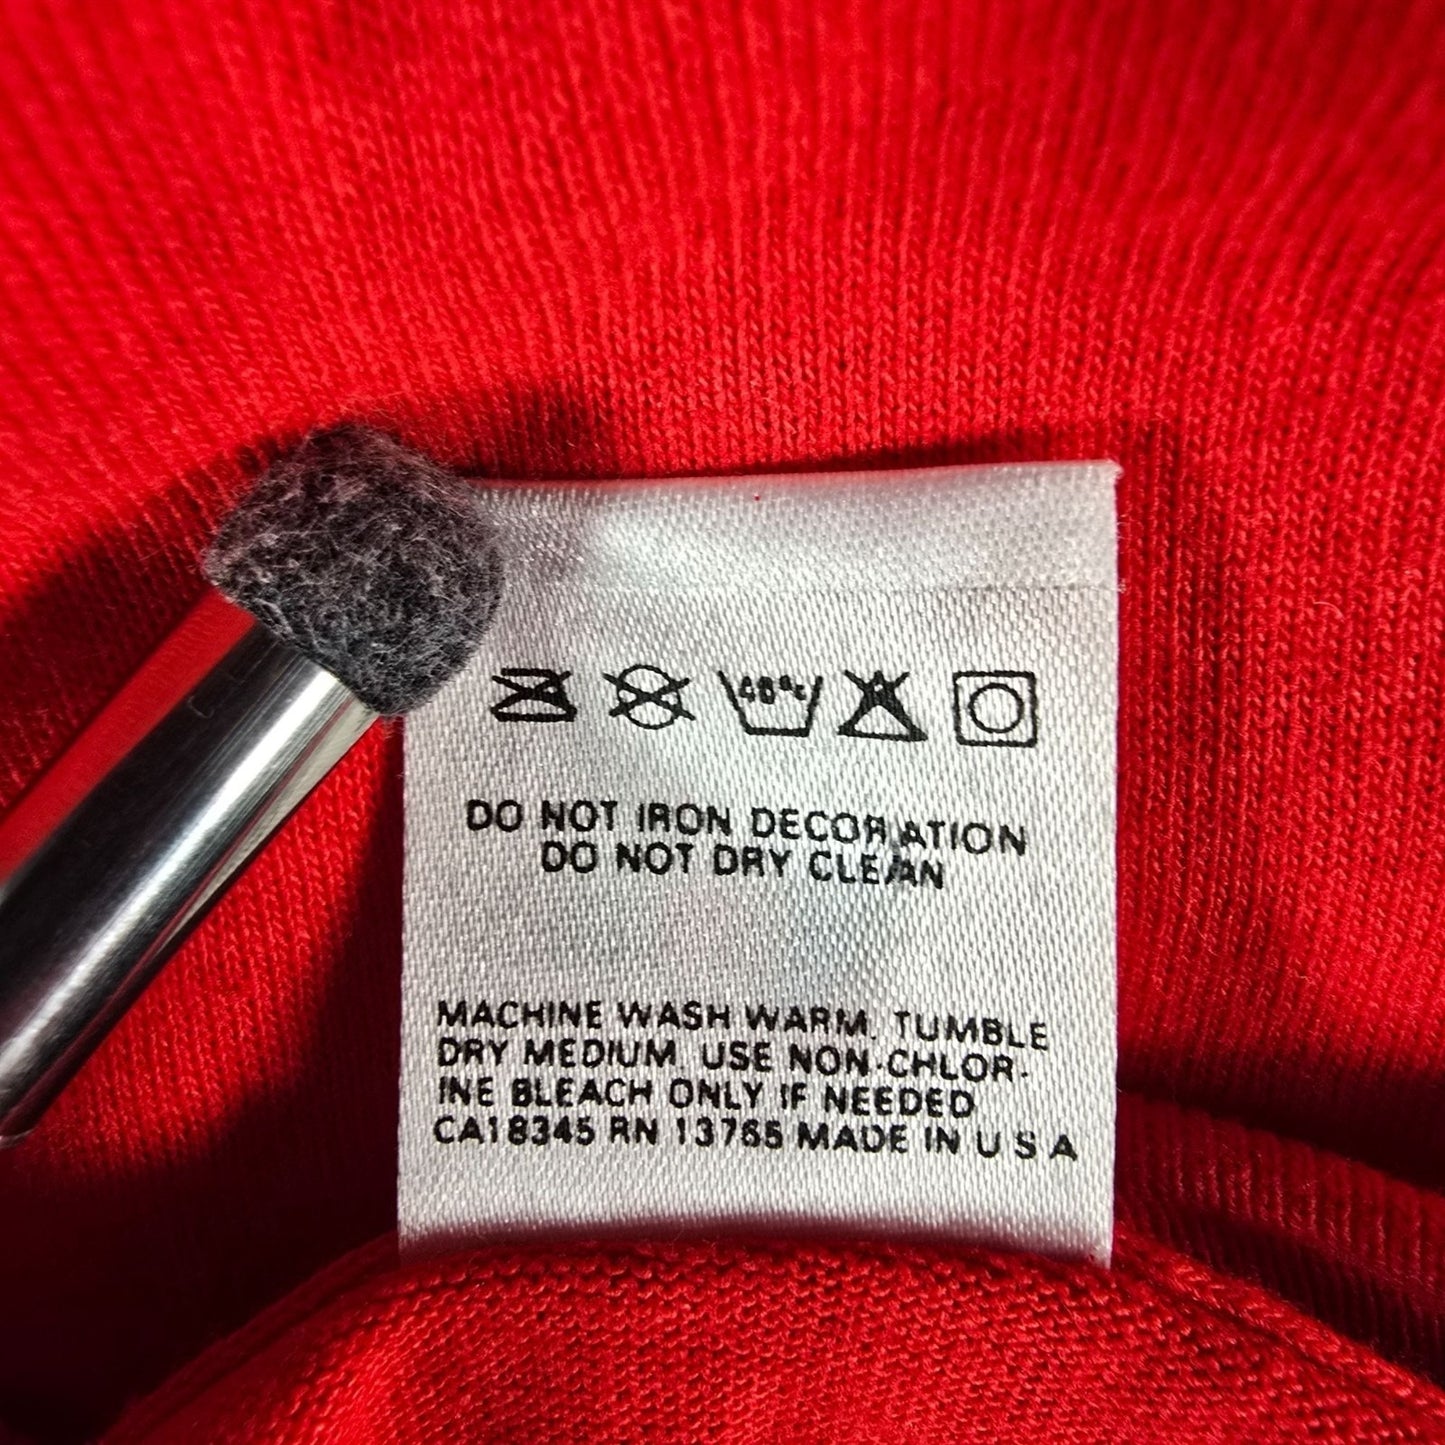 40°C
DO NOT IRON DECORATION
DO NOT DRY CLEAN
MACHINE WASH WARM. TUMBLE
DRY MEDIUM. USE NON-CHLOR-
INE BLEACH ONLY IF NEEDED
CA18345 RN 13765 MADE IN U S A